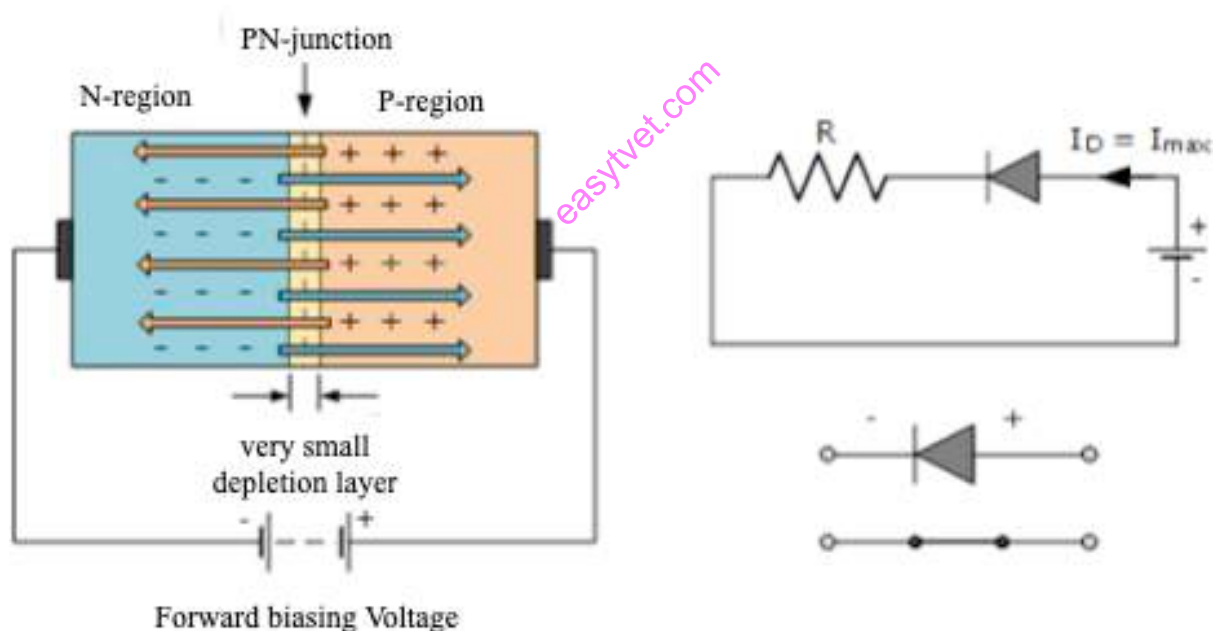 PN-junction
N-region
P-region
very small
depletion layer
- +
Forward biasing Voltage
easytvet.com
R
I_D = I_max
+
-
- +